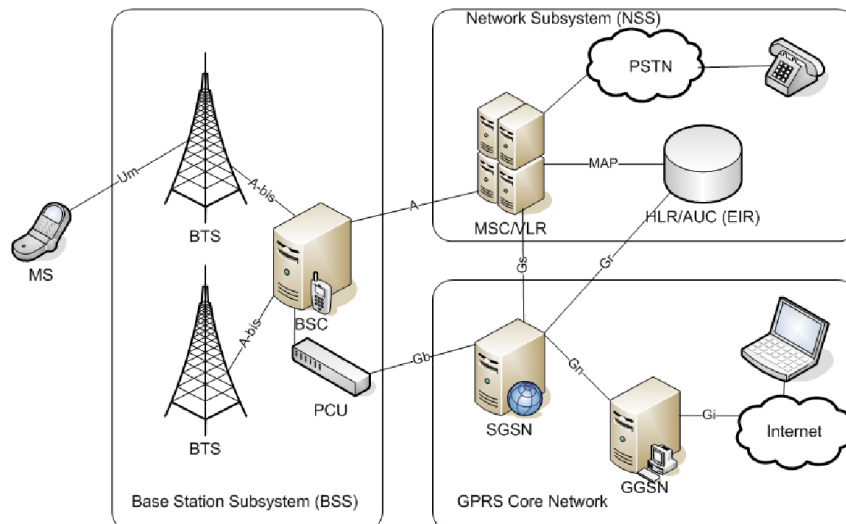 Network Subsystem (NSS)
PSTN
Um
A-bis
MAP
BTS
A
MSC/VLR
HLR/AUC (EIR)
MS
Gs
Gr
BSC
A-bis
Gb
Gn
PCU
SGSN
Gi
Internet
BTS
GGSN
Base Station Subsystem (BSS)
GPRS Core Network